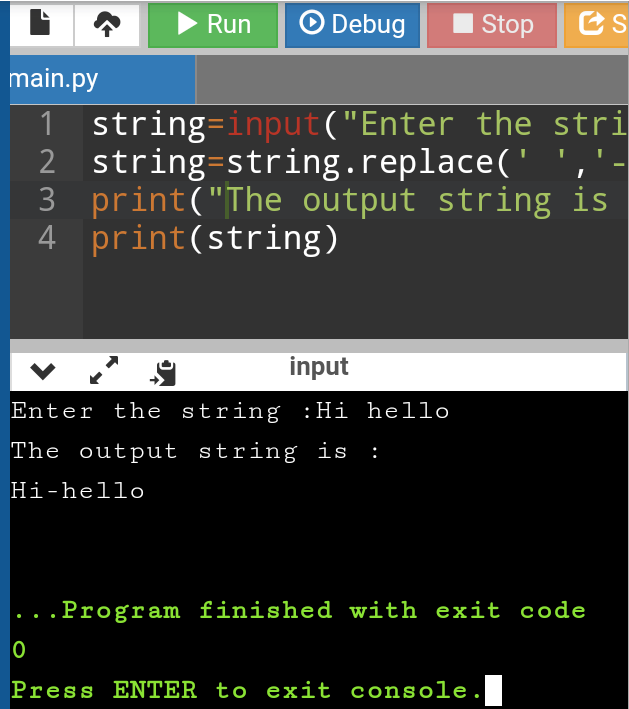 Run Debug Stop S
main.py
1 string=input("Enter the stri
2 string=string.replace(' ','-
3 print("The output string is
4 print(string)
input
Enter the string :Hi hello
The output string is :
Hi-hello
...Program finished with exit code
0
Press ENTER to exit console.